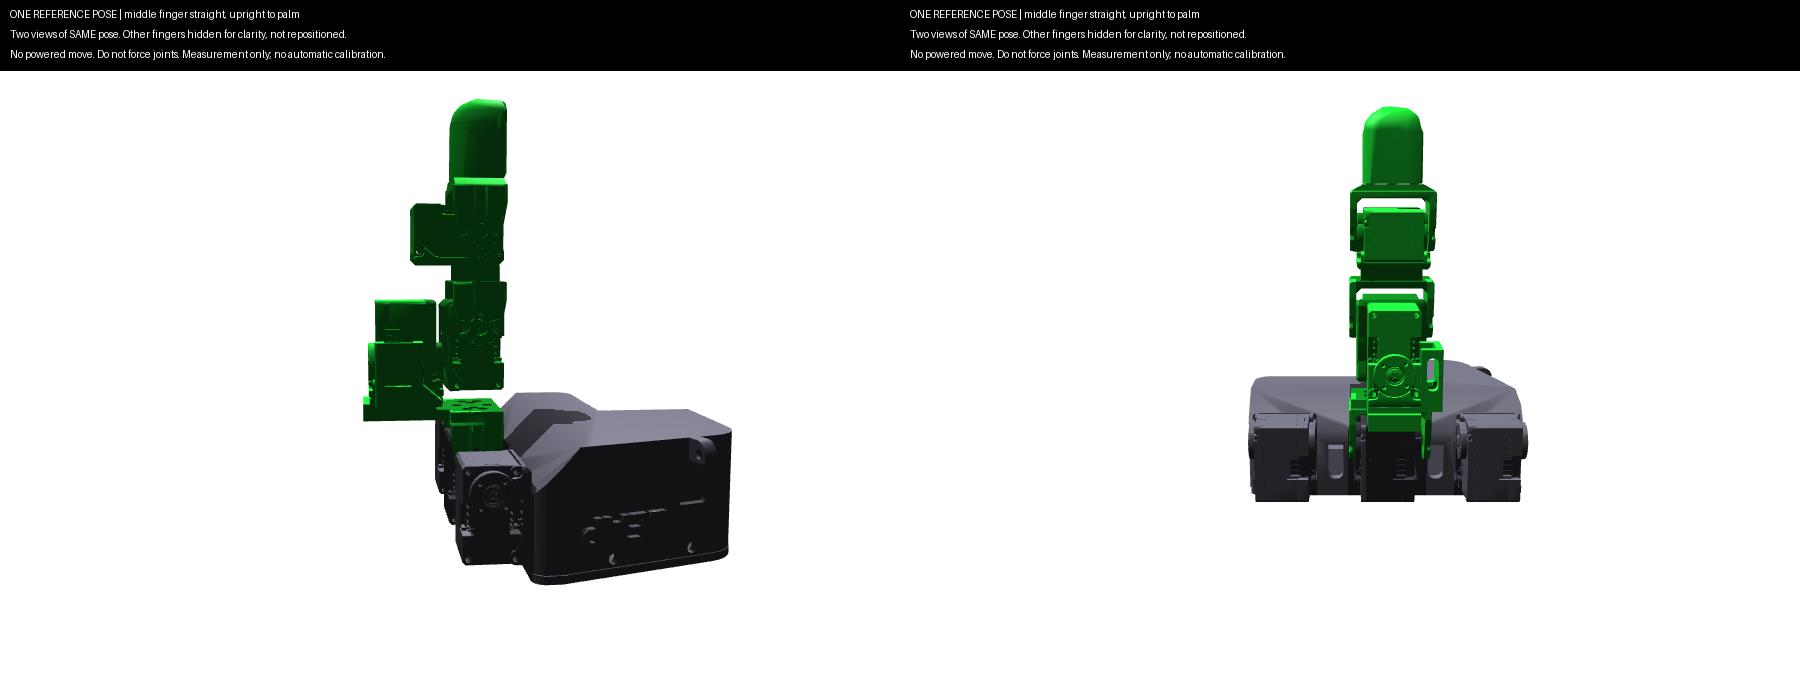 ONE REFERENCE POSE | middle finger straight, upright to palm
Two views of SAME pose. Other fingers hidden for clarity, not repositioned.
No powered move. Do not force joints. Measurement only; no automatic calibration.
ONE REFERENCE POSE | middle finger straight, upright to palm
Two views of SAME pose. Other fingers hidden for clarity, not repositioned.
No powered move. Do not force joints. Measurement only; no automatic calibration.